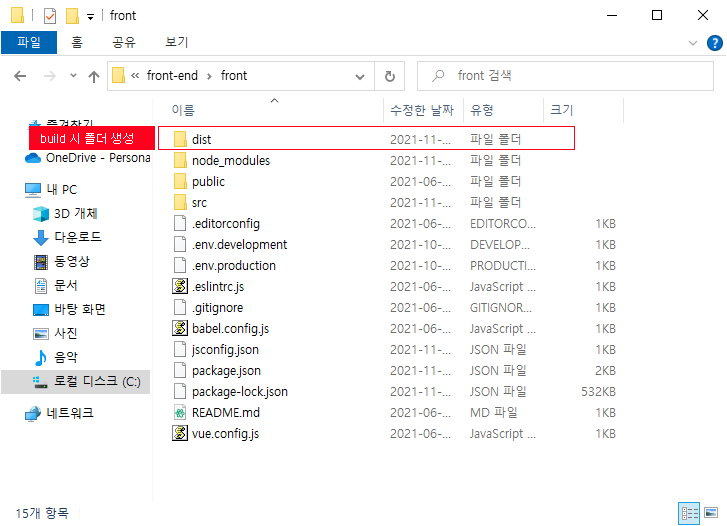 front
파일 홈 공유 보기
front-end > front
front 검색
이름 수정한 날짜 유형 크기
즐겨찾기
build 시 폴더 생성
OneDrive - Persona
내 PC
3D 개체
다운로드
동영상
문서
바탕 화면
사진
음악
로컬 디스크 (C:)
네트워크
dist 2021-11-... 파일 폴더
node_modules 2021-11-... 파일 폴더
public 2021-06-... 파일 폴더
src 2021-11-... 파일 폴더
.editorconfig 2021-06-... EDITORCO... 1KB
.env.development 2021-10-... DEVELOP... 1KB
.env.production 2021-10-... PRODUCTI... 1KB
.eslintrc.js 2021-06-... JavaScript ... 1KB
.gitignore 2021-06-... GITIGNOR... 1KB
babel.config.js 2021-06-... JavaScript ... 1KB
jsconfig.json 2021-11-... JSON 파일 1KB
package.json 2021-11-... JSON 파일 2KB
package-lock.json 2021-11-... JSON 파일 532KB
README.md 2021-06-... MD 파일 1KB
vue.config.js 2021-06-... JavaScript ... 1KB
15개 항목